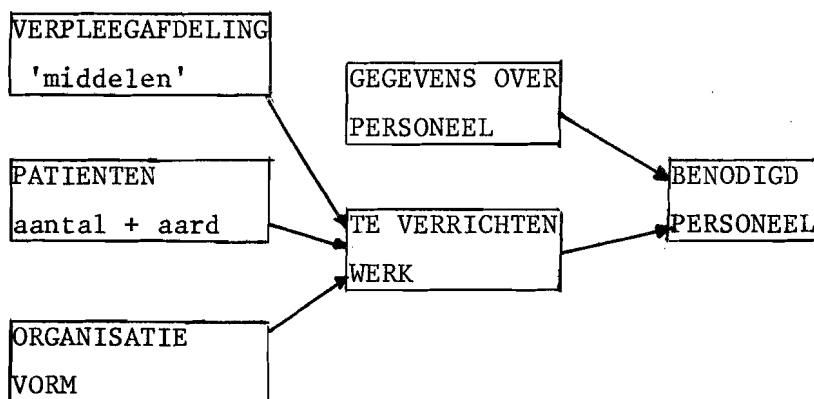 VERPLEEGAFDELING
'middelen'
GEGEVENS OVER
PERSONEEL
PATIENTEN
aantal + aard
TE VERRICHTEN
WERK
BENODIGD
PERSONEEL
ORGANISATIE
VORM